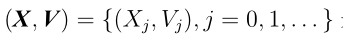 (X, V) = {(X_j, V_j), j = 0, 1, . . . }